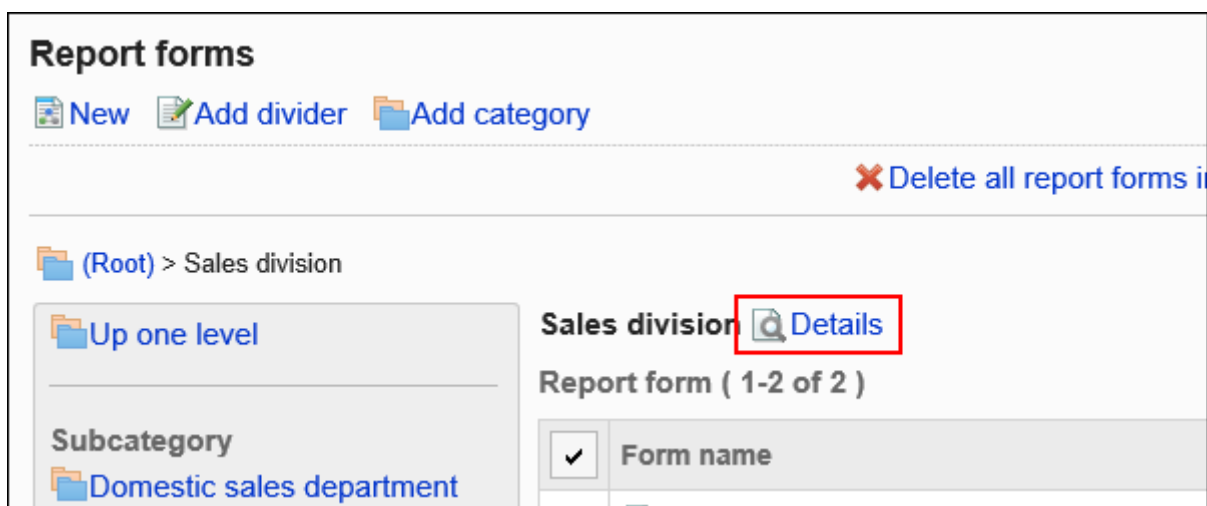 Report forms
New Add divider Add category
Delete all report forms
(Root) > Sales division
Up one level
Sales division Details
Report form ( 1-2 of 2 )
Subcategory
Form name
Domestic sales department